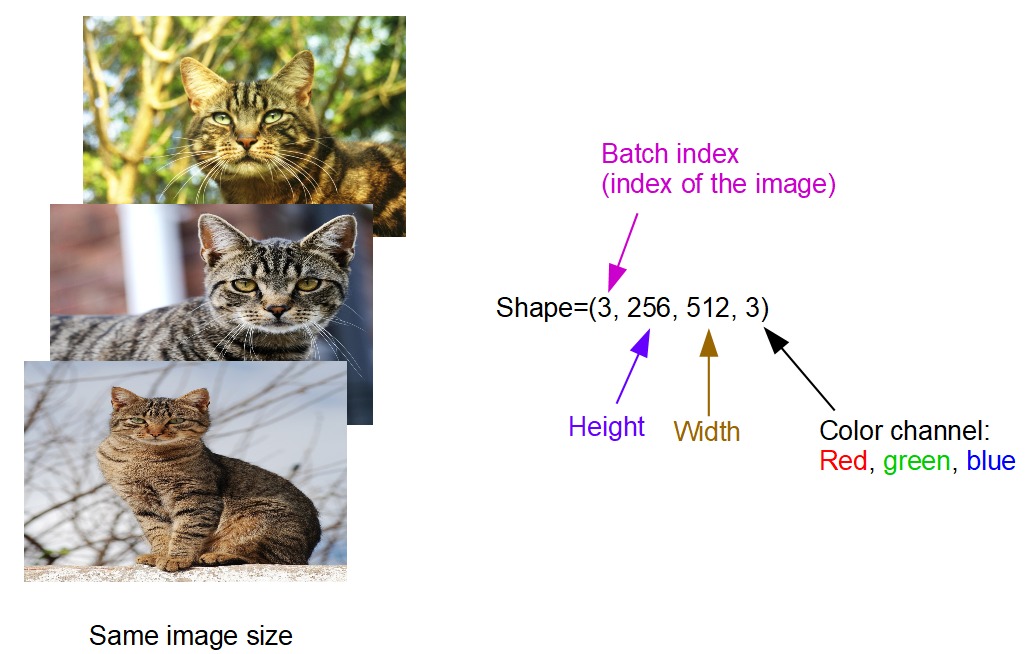 Batch index
(index of the image)
Shape=(3, 256, 512, 3)
Height
Width
Color channel:
Red, green, blue
Same image size